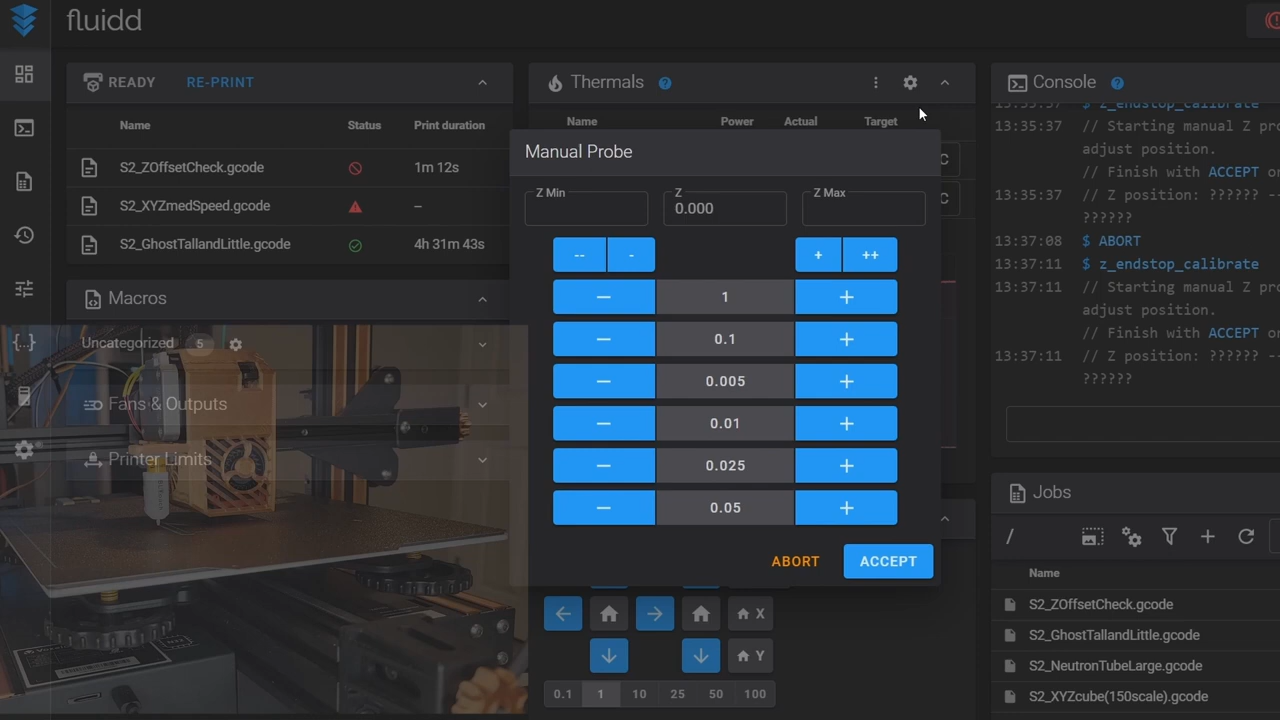 fluidd
READY RE-PRINT
Name Status Print duration
S2_ZOffsetCheck.gcode 1m 12s
S2_XYZmedSpeed.gcode –
S2_GhostTallandLittle.gcode 4h 31m 43s
Macros
Uncategorized 5
{...}
Fans & Outputs
Printer Limits
Thermals
Name Power Actual Target
C
C
Manual Probe
Z Min Z Z Max
0.000
-- - + ++
— 1 +
— 0.1 +
— 0.005 +
— 0.01 +
— 0.025 +
— 0.05 +
ABORT ACCEPT
X
Y
0.1 1 10 25 50 100
Console
13:35:37 $ z_endstop_calibrate
13:35:37 // Starting manual Z pro
adjust position.
// Finish with ACCEPT or
13:35:37 // Z position: ?????? --
??????
13:37:08 $ ABORT
13:37:11 $ z_endstop_calibrate
13:37:11 // Starting manual Z pro
adjust position.
// Finish with ACCEPT
13:37:11 // Z position: ?????? --
??????
Jobs
/
Name
S2_ZOffsetCheck.gcode
S2_GhostTallandLittle.gcode
S2_NeutronTubeLarge.gcode
S2_XYZcube(150scale).gcode